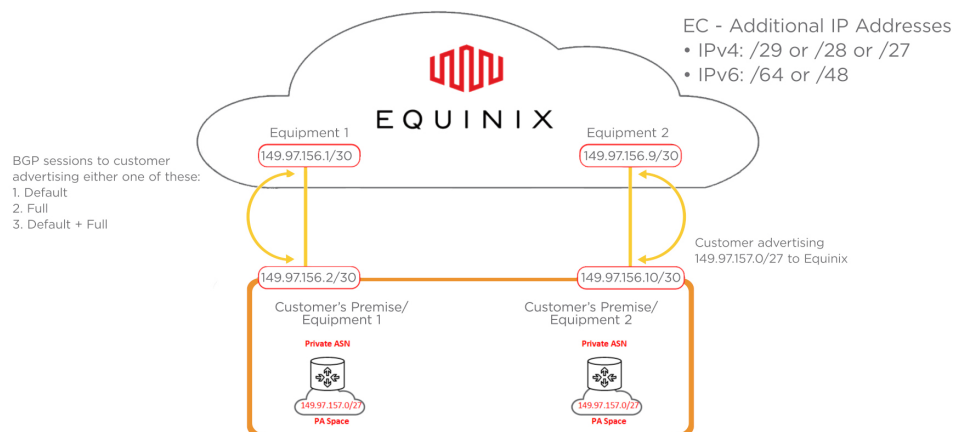 EC - Additional IP Addresses
• IPv4: /29 or /28 or /27
• IPv6: /64 or /48
EQUINIX
Equipment 1
149.97.156.1/30
Equipment 2
149.97.156.9/30
BGP sessions to customer
advertising either one of these:
1. Default
2. Full
3. Default + Full
Customer advertising
149.97.157.0/27 to Equinix
149.97.156.2/30
149.97.156.10/30
Customer's Premise/
Equipment 1
Customer's Premise/
Equipment 2
Private ASN
149.97.157.0/27
PA Space
Private ASN
149.97.157.0/27
PA Space